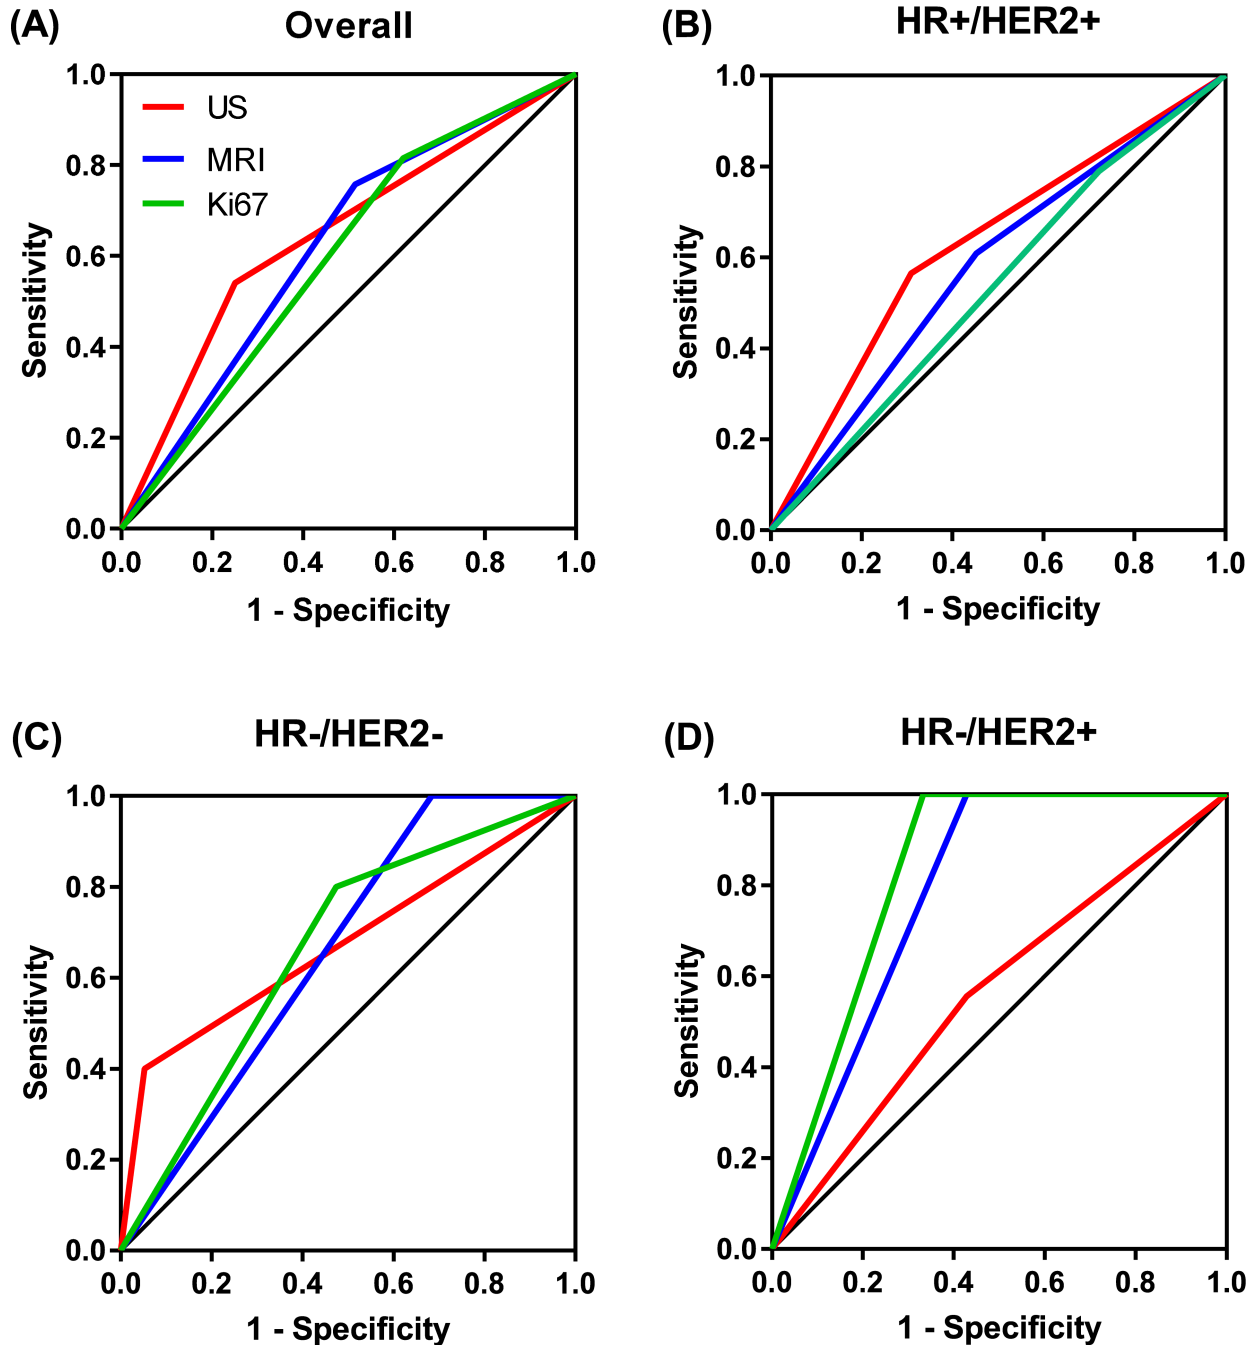 (A) Overall
1.0
0.8
0.6
0.4
0.2
0.0
Sensitivity
US
MRI
Ki67
0.0 0.2 0.4 0.6 0.8 1.0
1 - Specificity
(B) HR+/HER2+
1.0
0.8
0.6
0.4
0.2
0.0
Sensitivity
0.0 0.2 0.4 0.6 0.8 1.0
1 - Specificity
(C) HR-/HER2-
1.0
0.8
0.6
0.4
0.2
0.0
Sensitivity
0.0 0.2 0.4 0.6 0.8 1.0
1 - Specificity
(D) HR-/HER2+
1.0
0.8
0.6
0.4
0.2
0.0
Sensitivity
0.0 0.2 0.4 0.6 0.8 1.0
1 - Specificity